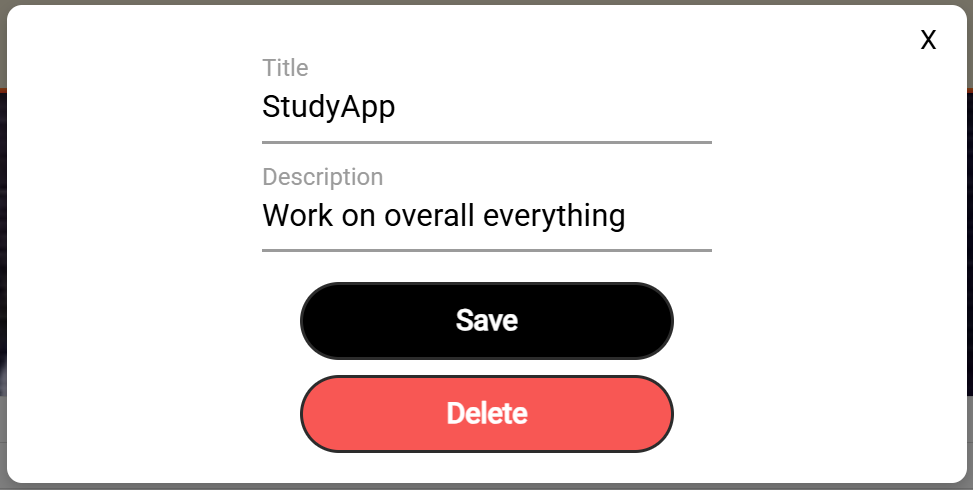 X
Title
StudyApp
Description
Work on overall everything
Save
Delete